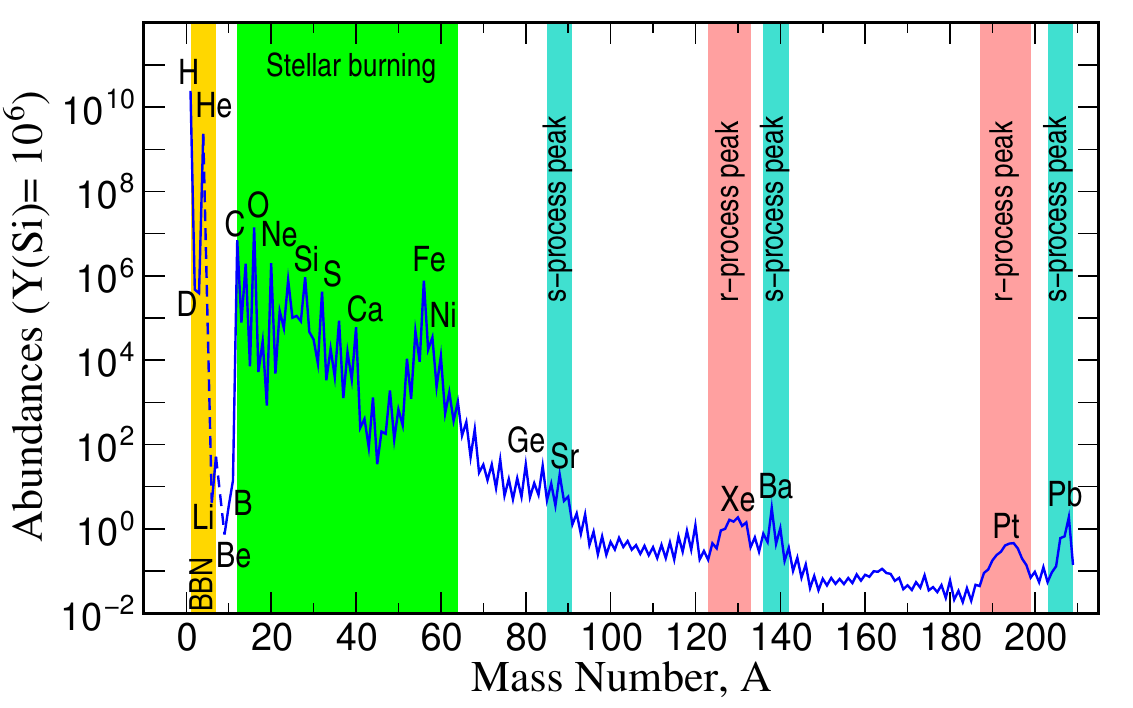 Abundances (Y(Si)= 10⁶)
10¹⁰
10⁸
10⁶
10⁴
10²
10⁰
10⁻²
H
He
D
Li
BBN
Be
B
Stellar burning
C
O
Ne
Si
S
Ca
Fe
Ni
Ge
Sr
s-process peak
r-process peak
Xe
s-process peak
Ba
r-process peak
Pt
s-process peak
Pb
0 20 40 60 80 100 120 140 160 180 200
Mass Number, A